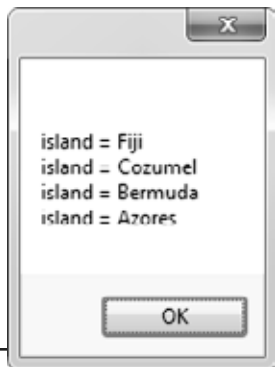 island = Fiji
island = Cozumel
island = Bermuda
island = Azores
OK